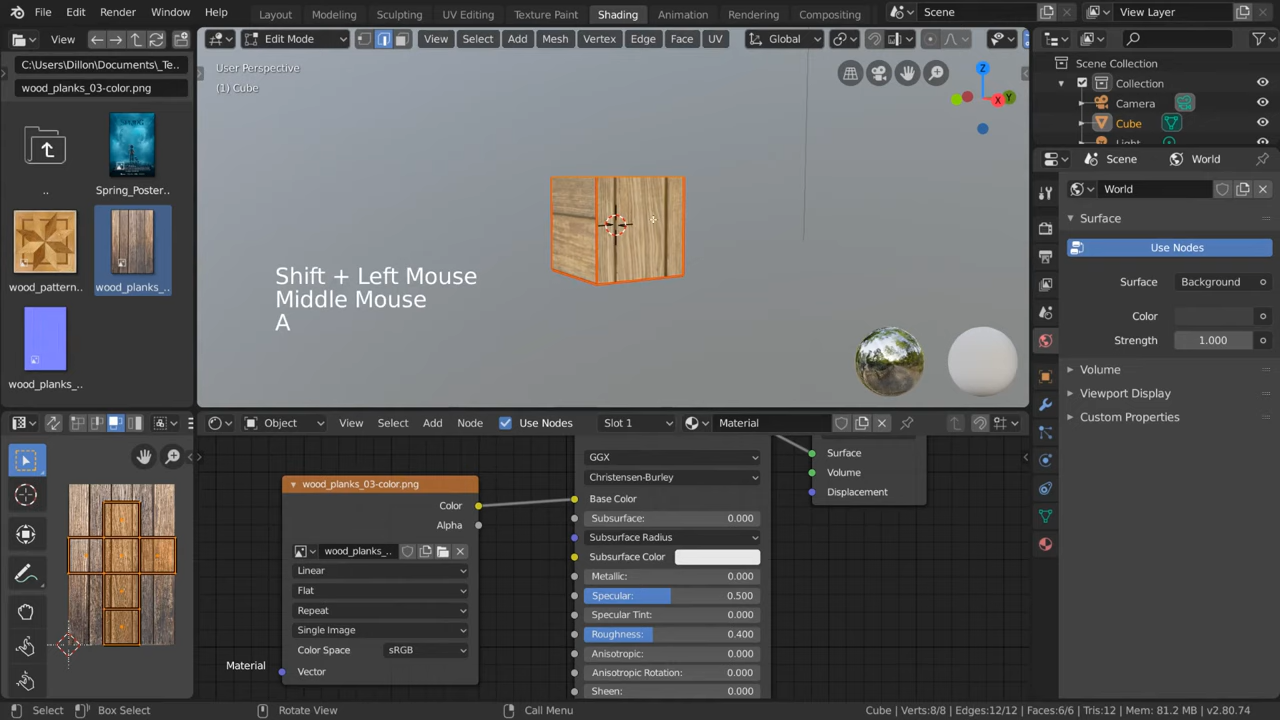 File Edit Render Window Help Layout Modeling Sculpting UV Editing Texture Paint Shading Animation Rendering Compositing Scene View Layer
View
C:\Users\Dillon\Documents\_Te..
wood_planks_03-color.png
..
Spring_Poster..
wood_pattern..
wood_planks_..
wood_planks_..
Edit Mode View Select Add Mesh Vertex Edge Face UV Global
User Perspective
(1) Cube
Z
X
Y
Shift + Left Mouse
Middle Mouse
A
Scene Collection
Collection
Camera
Cube
Light
Scene World
World
Surface
Use Nodes
Surface Background
Color
Strength 1.000
Volume
Viewport Display
Custom Properties
Object View Select Add Node Use Nodes Slot 1 Material
wood_planks_03-color.png
Color
Alpha
wood_planks_..
Linear
Flat
Repeat
Single Image
Color Space sRGB
Vector
Material
GGX
Christensen-Burley
Base Color
Subsurface: 0.000
Subsurface Radius
Subsurface Color
Metallic: 0.000
Specular: 0.500
Specular Tint: 0.000
Roughness: 0.400
Anisotropic: 0.000
Anisotropic Rotation: 0.000
Sheen: 0.000
Surface
Volume
Displacement
Select Box Select Rotate View Call Menu Cube | Verts:8/8 | Edges:12/12 | Faces:6/6 | Tris:12 | Mem: 81.2 MB | v2.80.74